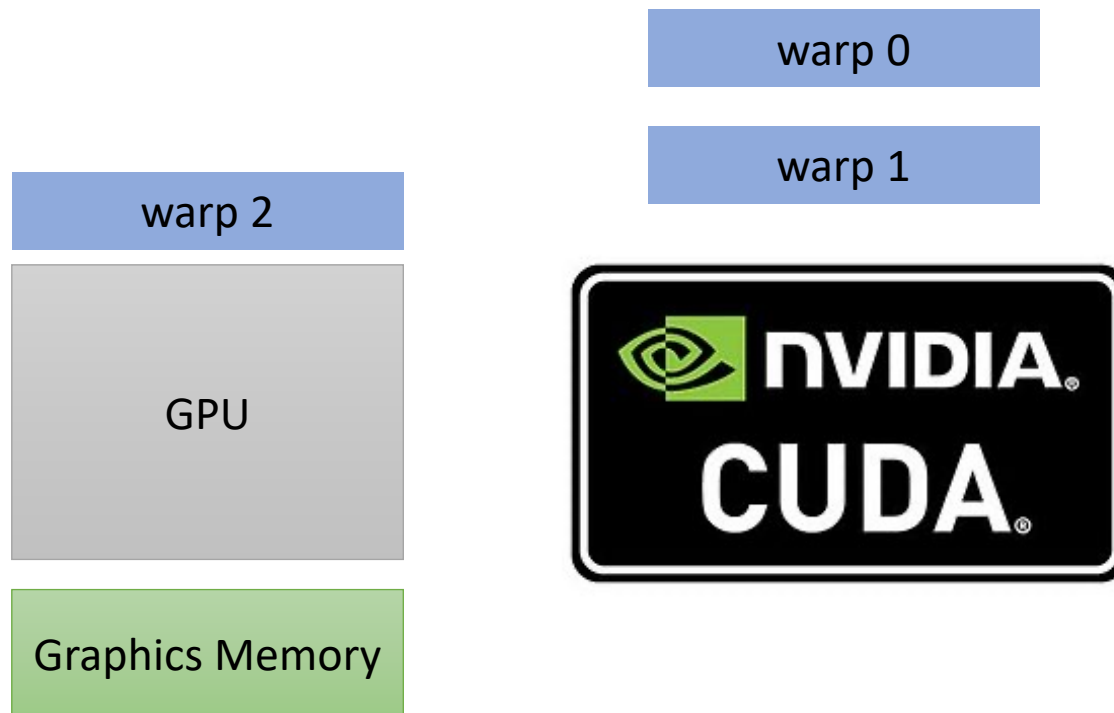 warp 0
warp 1
warp 2
GPU
Graphics Memory
NVIDIA®
CUDA®